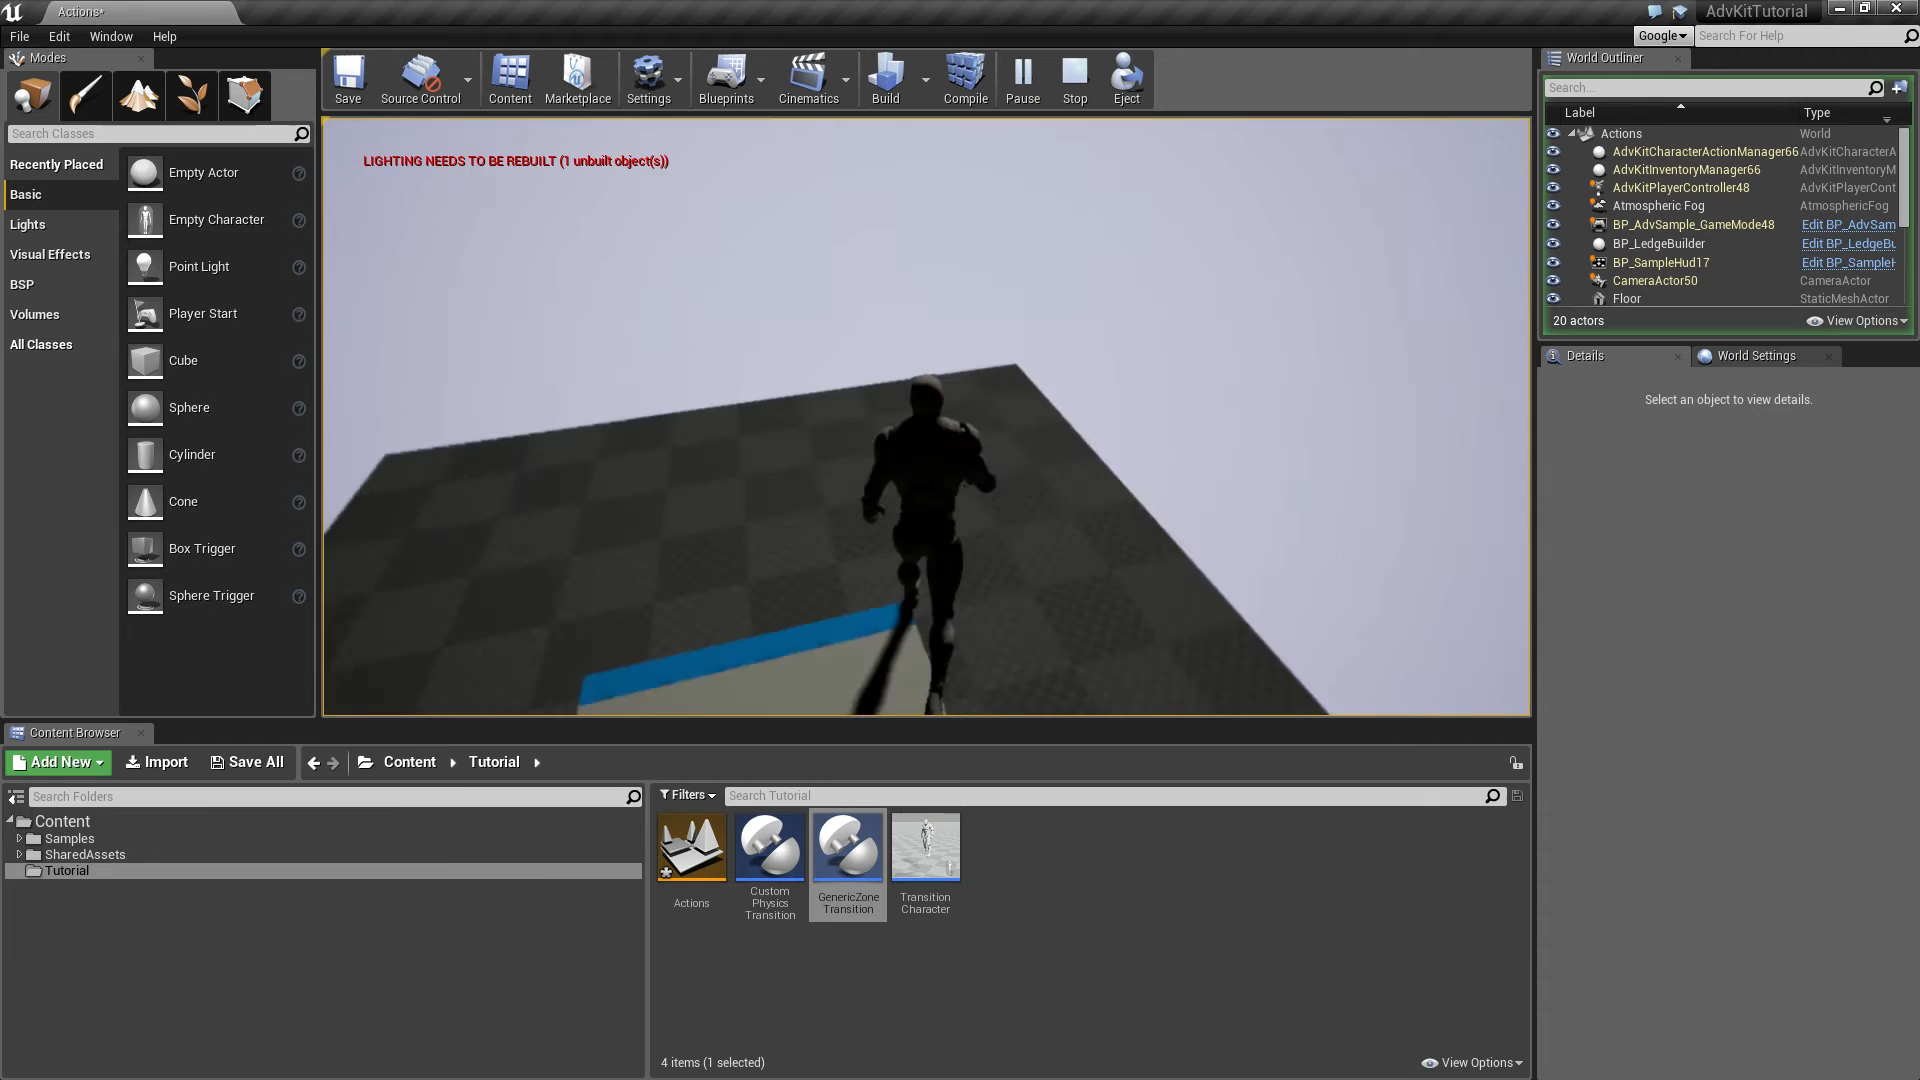 Actions*
AdvKitTutorial
File Edit Window Help
Google
Search For Help
Modes
Search Classes
Recently Placed
Basic
Lights
Visual Effects
BSP
Volumes
All Classes
Empty Actor
Empty Character
Point Light
Player Start
Cube
Sphere
Cylinder
Cone
Box Trigger
Sphere Trigger
Save
Source Control
Content
Marketplace
Settings
Blueprints
Cinematics
Build
Compile
Pause
Stop
Eject
LIGHTING NEEDS TO BE REBUILT (1 unbuilt object(s))
World Outliner
Search...
Label Type
Actions World
AdvKitCharacterActionManager66 AdvKitCharacterA
AdvKitInventoryManager66 AdvKitInventoryM
AdvKitPlayerController48 AdvKitPlayerCont
Atmospheric Fog AtmosphericFog
BP_AdvSample_GameMode48 Edit BP_AdvSam
BP_LedgeBuilder Edit BP_LedgeBu
BP_SampleHud17 Edit BP_SampleH
CameraActor50 CameraActor
Floor StaticMeshActor
20 actors
View Options
Details
World Settings
Select an object to view details.
Content Browser
Add New
Import
Save All
Content
Tutorial
Search Folders
Content
Samples
SharedAssets
Tutorial
Filters
Search Tutorial
Actions
Custom
Physics
Transition
GenericZone
Transition
Transition
Character
4 items (1 selected)
View Options